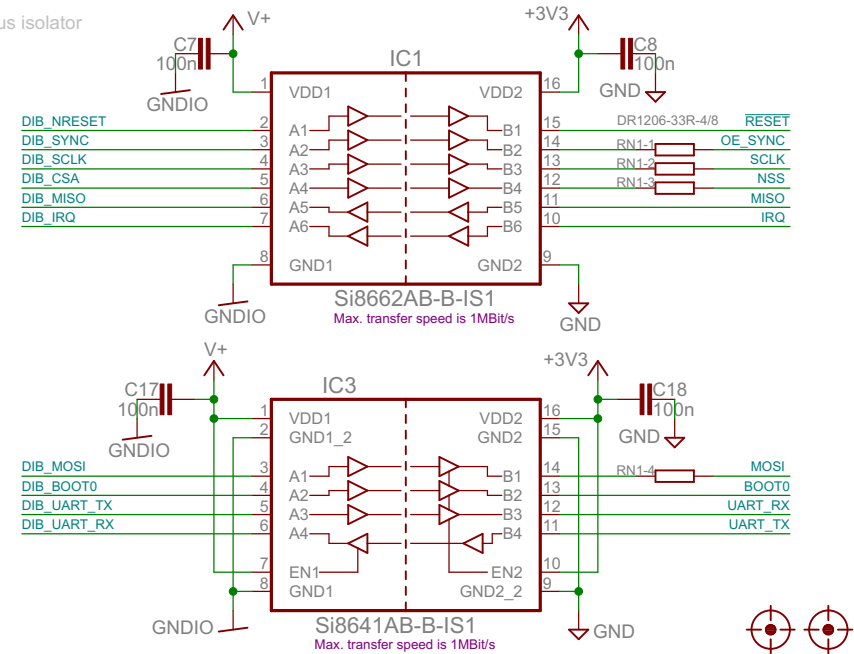 us isolator
V+
+3V3
C7
100n
IC1
C8
100n
GNDIO
GND
1
VDD1
VDD2
16
DIB_NRESET
2
A1
B1
15
DR1206-33R-4/8
RESET
DIB_SYNC
3
A2
B2
14
RN1-1
OE_SYNC
DIB_SCLK
4
A3
B3
13
RN1-2
SCLK
DIB_CSA
5
A4
B4
12
RN1-3
NSS
DIB_MISO
6
A5
B5
11
MISO
DIB_IRQ
7
A6
B6
10
IRQ
8
GND1
GND2
9
GNDIO
Si8662AB-B-IS1
Max. transfer speed is 1MBit/s
GND
V+
+3V3
C17
100n
IC3
C18
100n
GNDIO
GND
1
VDD1
VDD2
16
2
GND1_2
GND2
15
DIB_MOSI
3
A1
B1
14
RN1-4
MOSI
DIB_BOOT0
4
A2
B2
13
BOOT0
DIB_UART_TX
5
A3
B3
12
UART_RX
DIB_UART_RX
6
A4
B4
11
UART_TX
7
EN1
EN2
10
8
GND1
GND2_2
9
GNDIO
Si8641AB-B-IS1
Max. transfer speed is 1MBit/s
GND